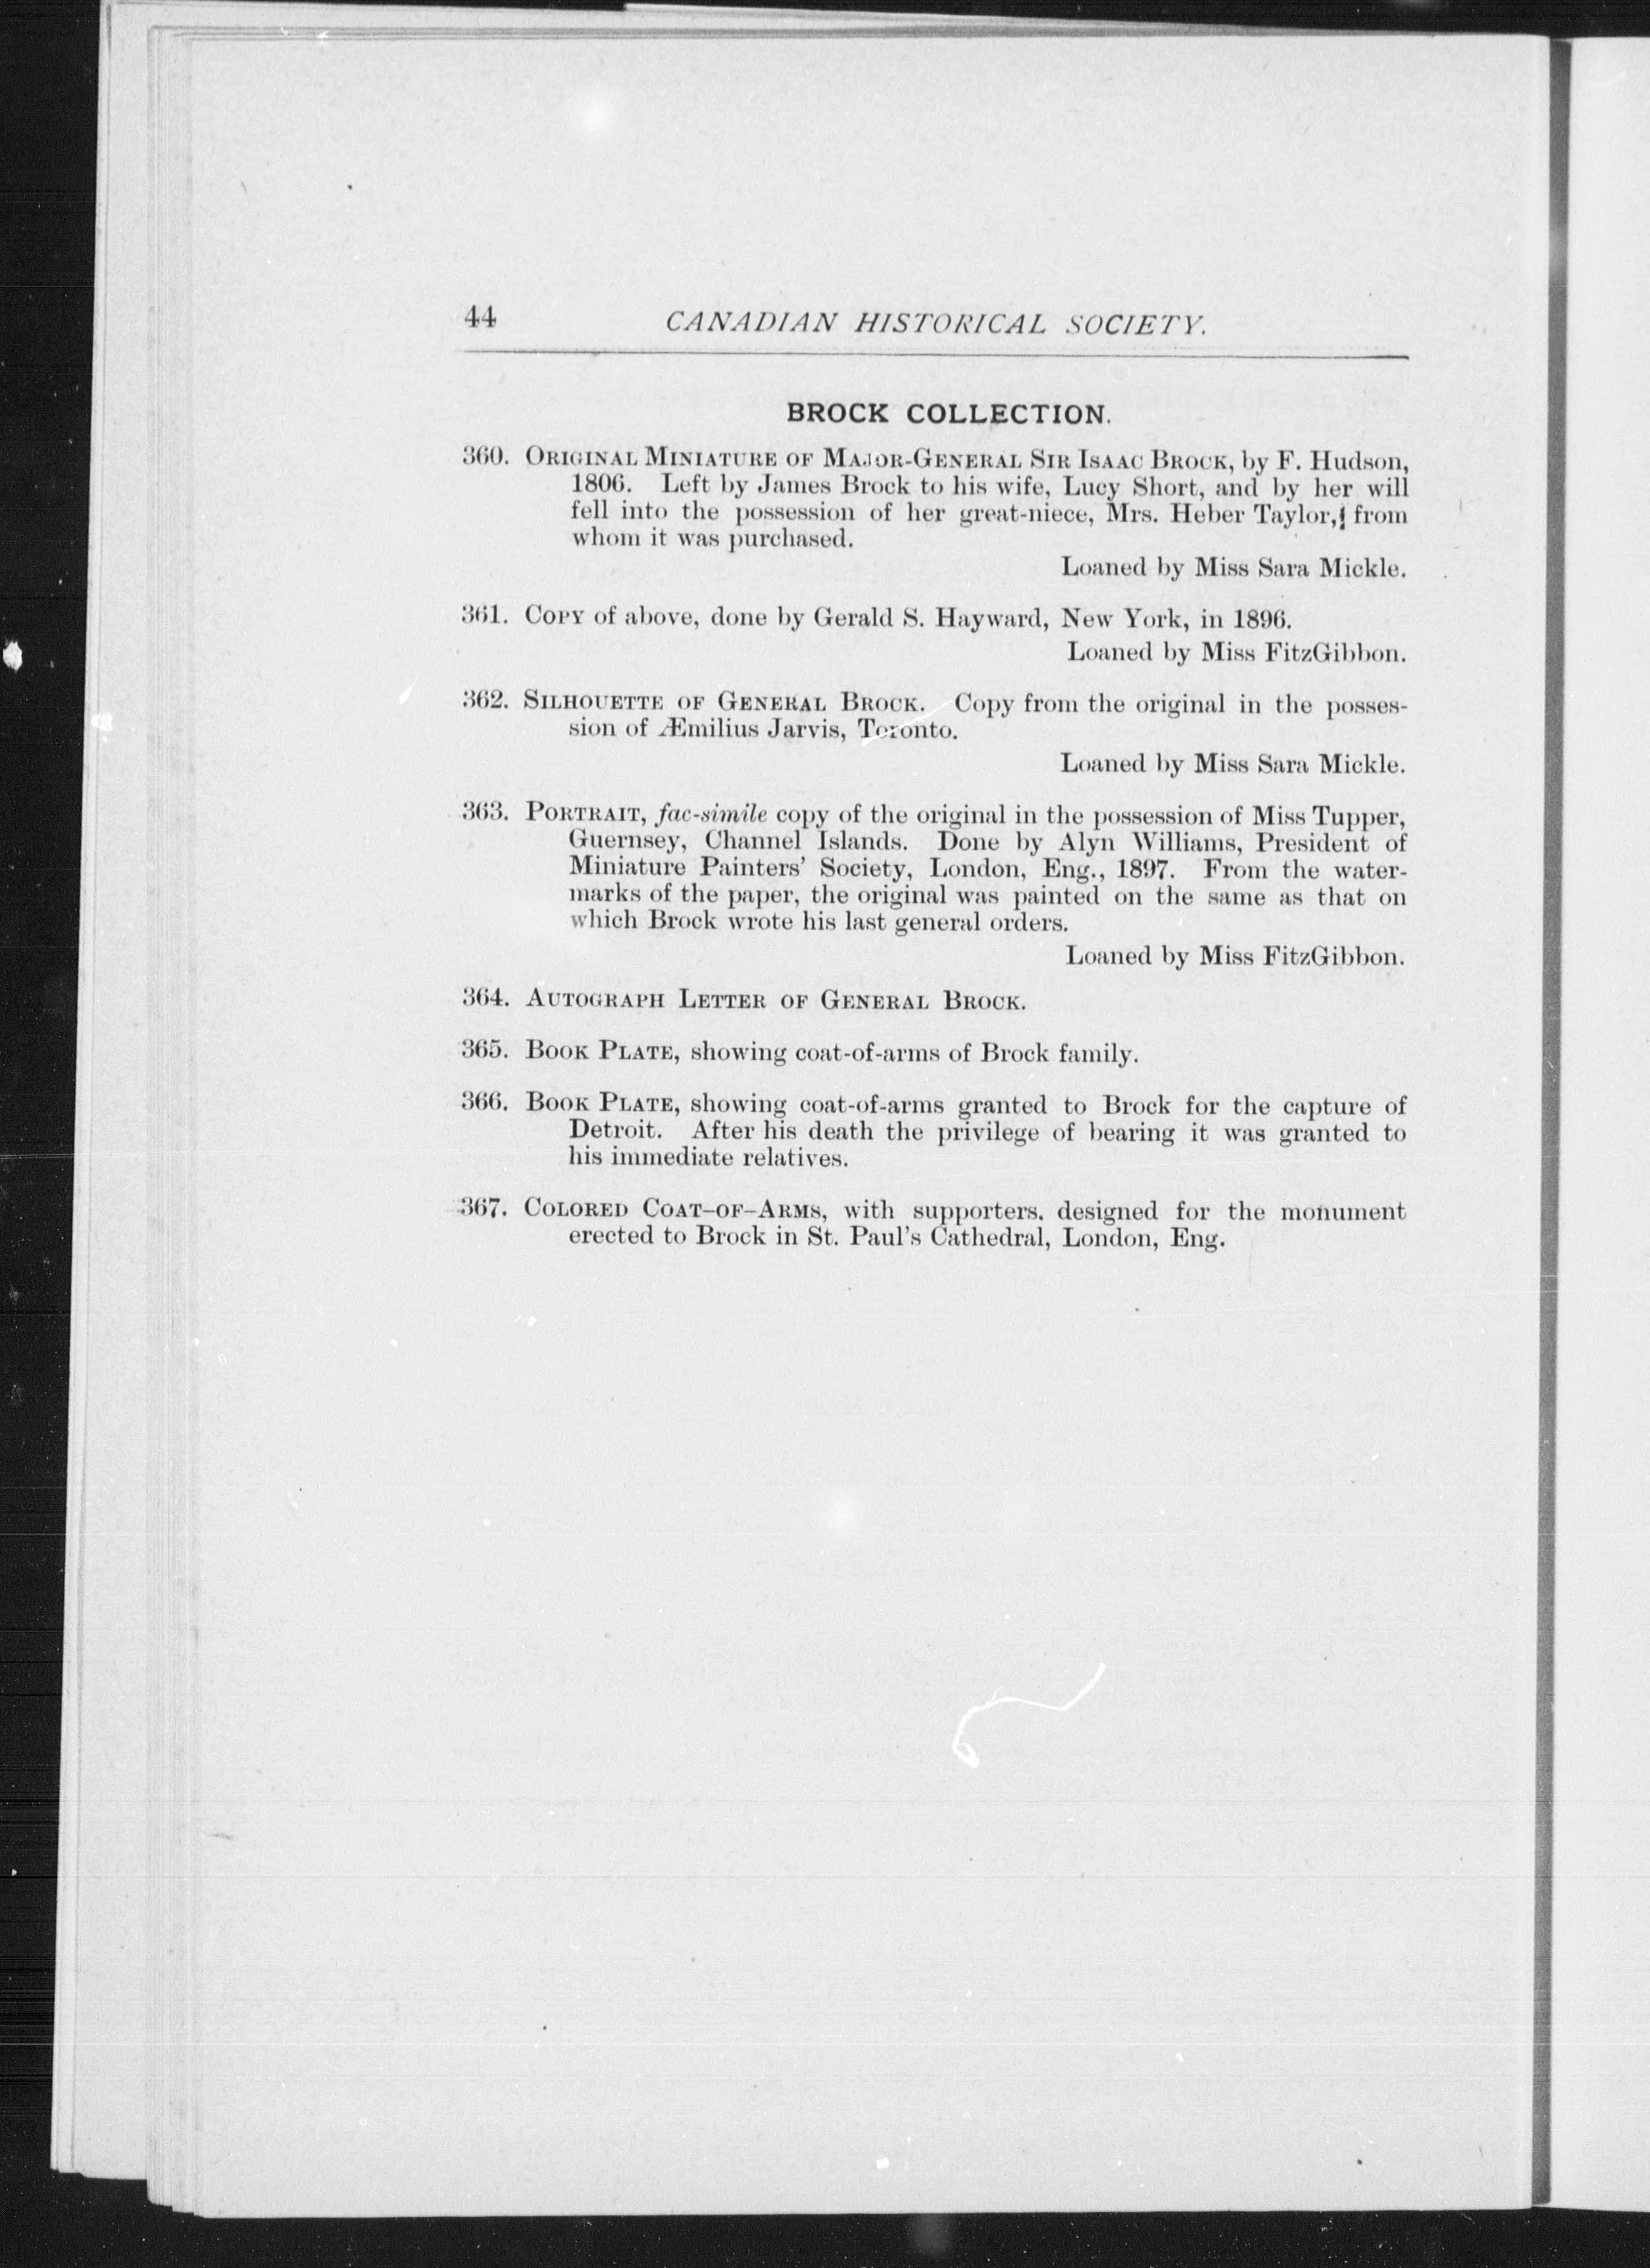 44 CANADIAN HISTORICAL SOCIETY.
BROCK COLLECTION.
360. ORIGINAL MINIATURE OF MAJOR-GENERAL SIR ISAAC BROCK, by F. Hudson,
1806. Left by James Brock to his wife, Lucy Short, and by her will
fell into the possession of her great-niece, Mrs. Heber Taylor, from
whom it was purchased.
Loaned by Miss Sara Mickle.
361. COPY of above, done by Gerald S. Hayward, New York, in 1896.
Loaned by Miss FitzGibbon.
362. SILHOUETTE OF GENERAL BROCK. Copy from the original in the posses-
sion of Æmilius Jarvis, Toronto.
Loaned by Miss Sara Mickle.
363. PORTRAIT, fac-simile copy of the original in the possession of Miss Tupper,
Guernsey, Channel Islands. Done by Alyn Williams, President of
Miniature Painters' Society, London, Eng., 1897. From the water-
marks of the paper, the original was painted on the same as that on
which Brock wrote his last general orders.
Loaned by Miss FitzGibbon.
364. AUTOGRAPH LETTER OF GENERAL BROCK.
365. BOOK PLATE, showing coat-of-arms of Brock family.
366. BOOK PLATE, showing coat-of-arms granted to Brock for the capture of
Detroit. After his death the privilege of bearing it was granted to
his immediate relatives.
367. COLORED COAT-OF-ARMS, with supporters. designed for the monument
erected to Brock in St. Paul's Cathedral, London, Eng.